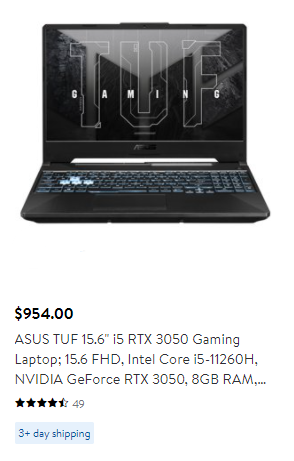 TUF
GAMING
ASUS
$954.00
ASUS TUF 15.6" i5 RTX 3050 Gaming
Laptop; 15.6 FHD, Intel Core i5-11260H,
NVIDIA GeForce RTX 3050, 8GB RAM,...
49
3+ day shipping